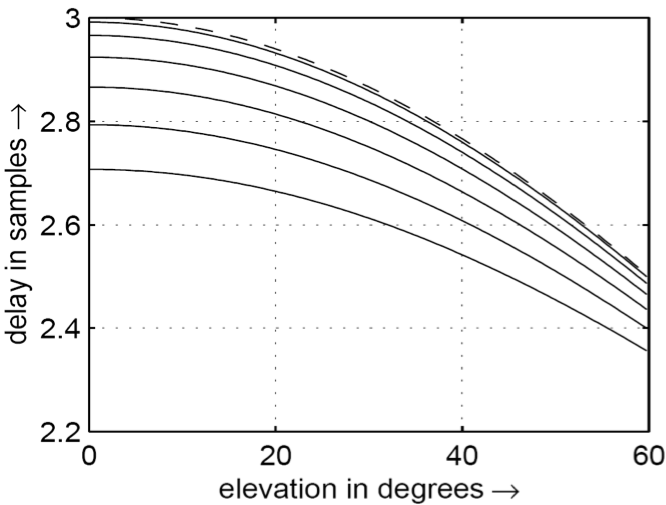 3
2.8
2.6
2.4
2.2
delay in samples →
0 20 40 60
elevation in degrees →